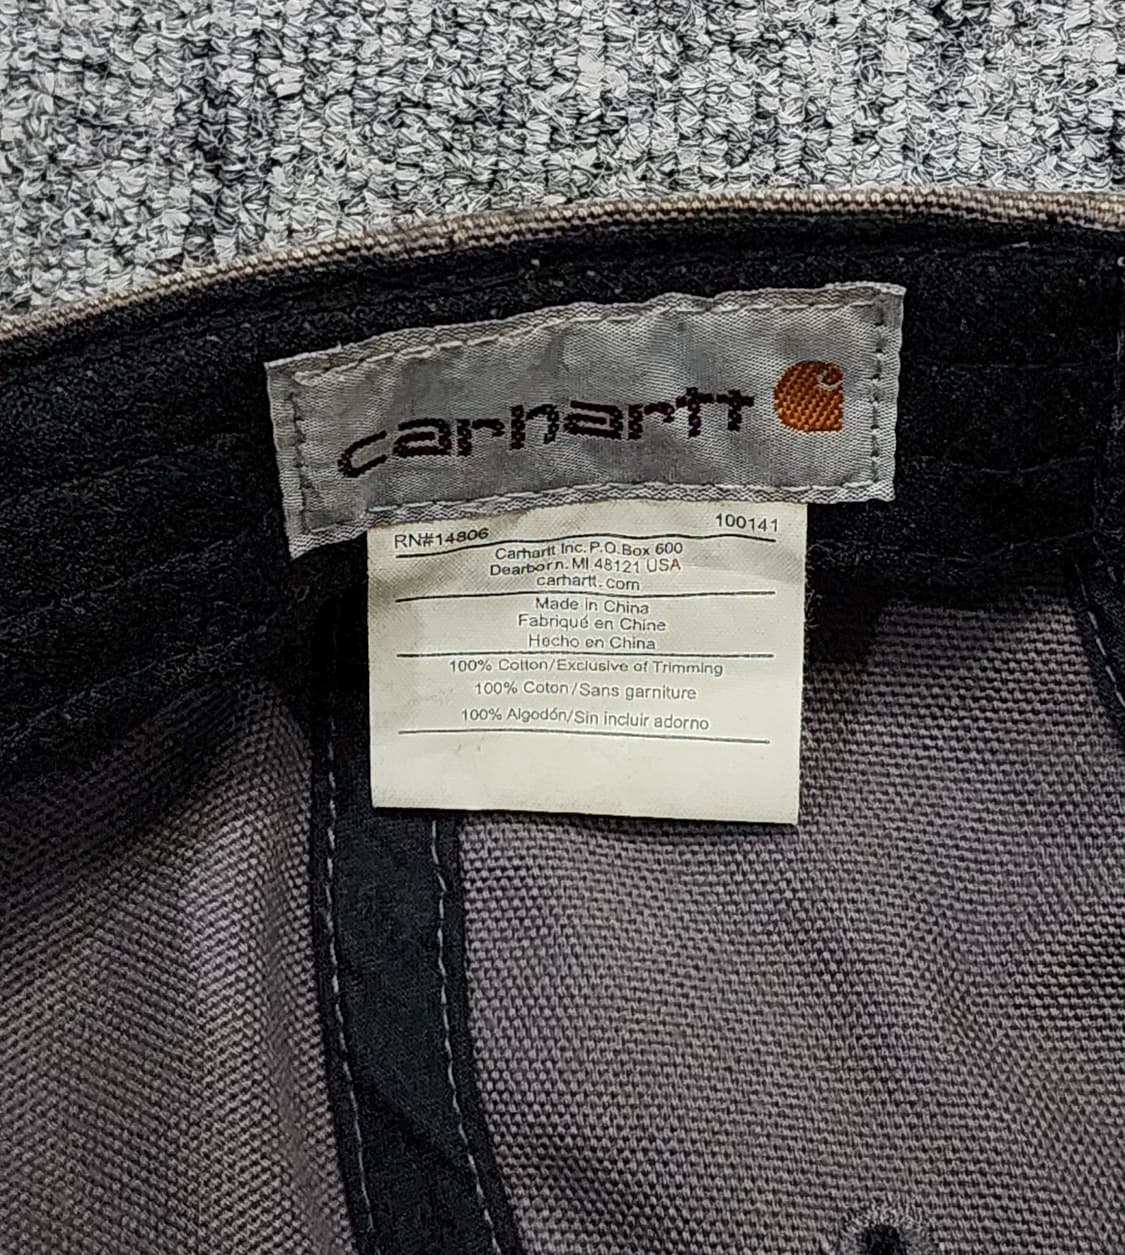 carhartt
RN#14806 100141
Carhartt Inc. P.O.Box 600
Dearborn. MI 48121 USA
carhartt.com
Made in China
Fabriqué en Chine
Hecho en China
100% Cotton/Exclusive of Trimming
100% Coton/Sans garniture
100% Algodón/Sin incluir adorno